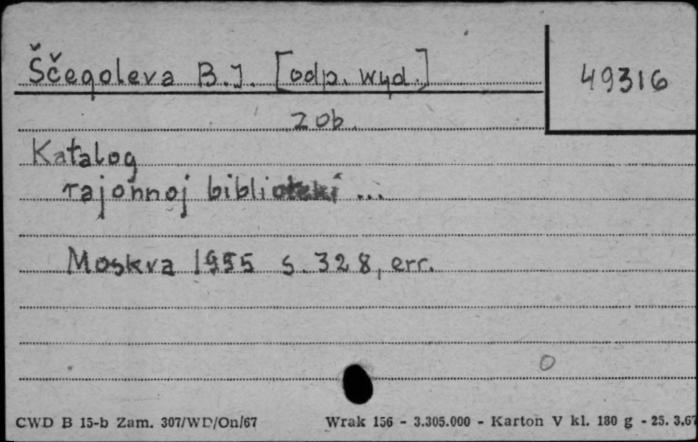 Ščegoleva B.I. [odp. wyd.]
49316
zob.
Katalog
rajonnoj biblioteki ...
Moskva 1955 s. 328, err.
0
CWD B 15-b Zam. 307/WD/On/67 Wrak 156 - 3.305.000 - Karton V kl. 180 g - 25. 3.67